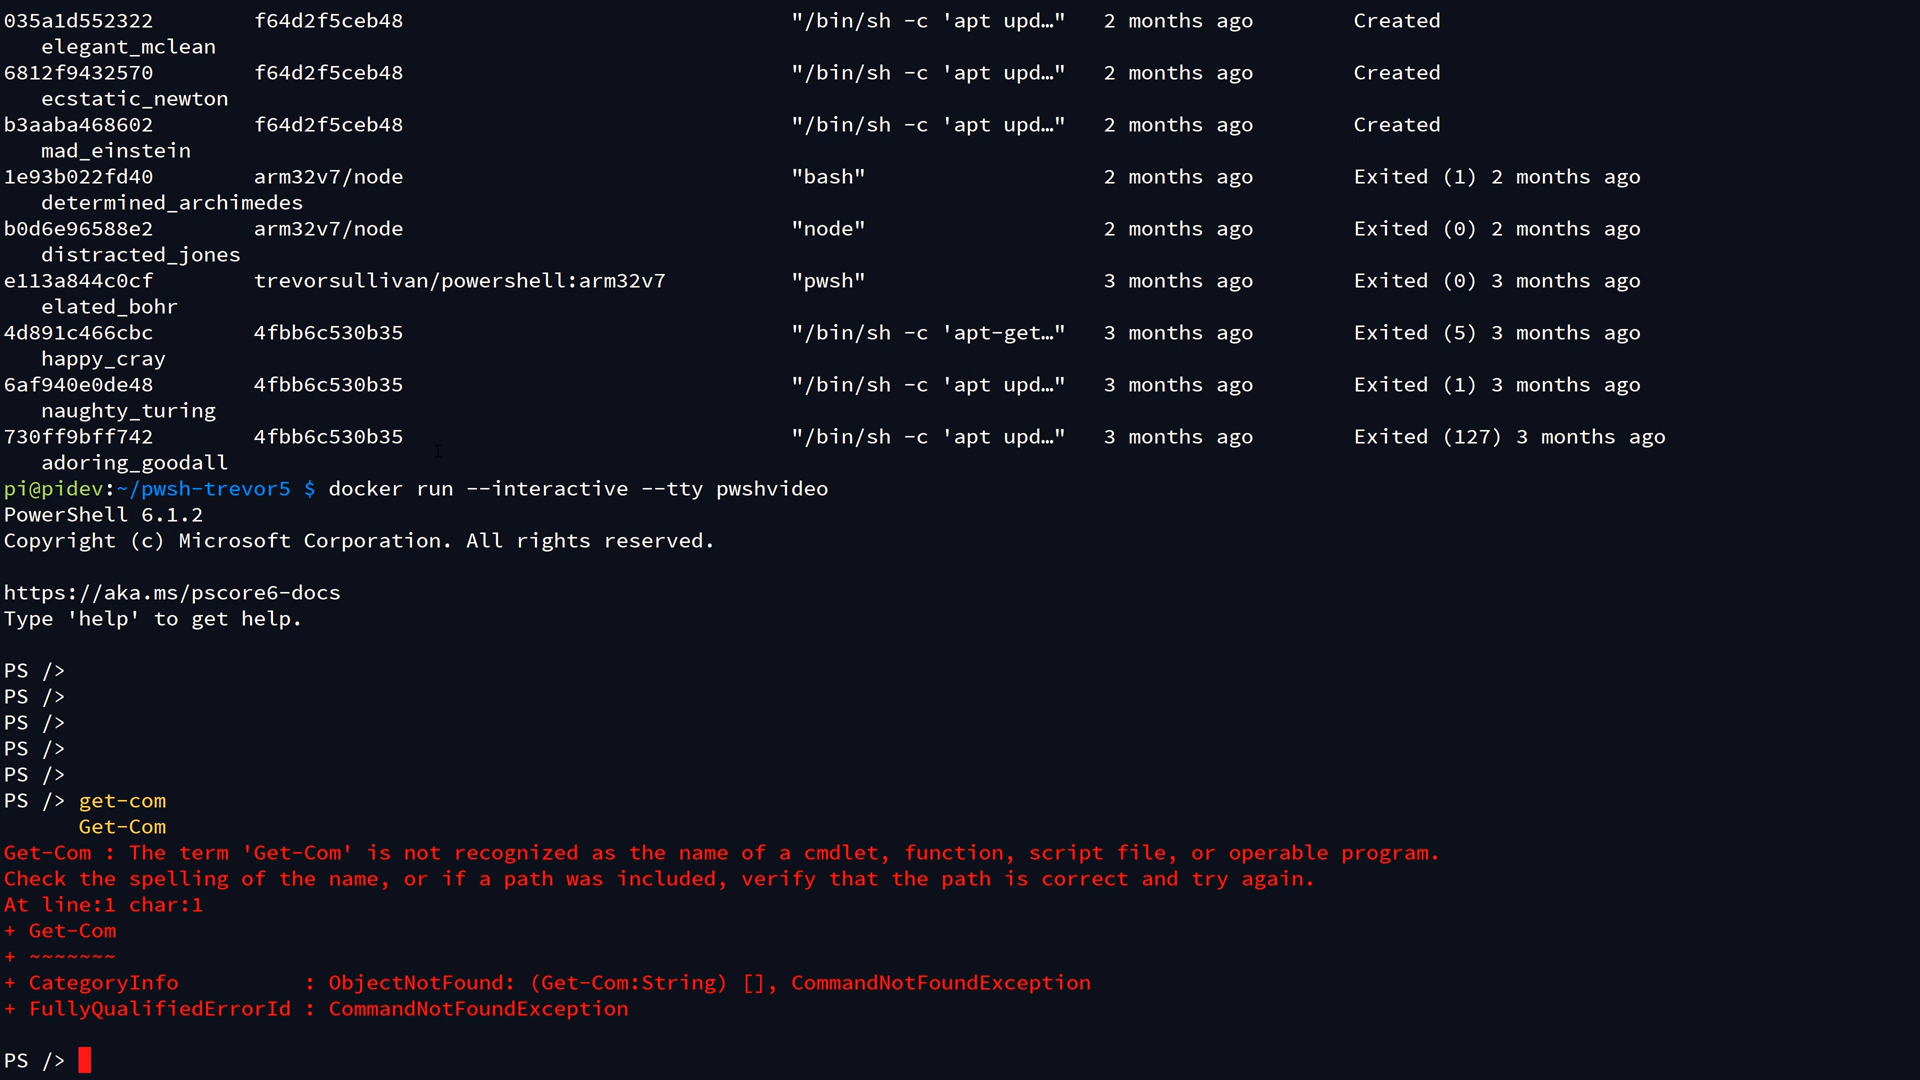 035a1d552322        f64d2f5ceb48                               "/bin/sh -c 'apt upd…"   2 months ago        Created
   elegant_mclean
6812f9432570        f64d2f5ceb48                               "/bin/sh -c 'apt upd…"   2 months ago        Created
   ecstatic_newton
b3aaba468602        f64d2f5ceb48                               "/bin/sh -c 'apt upd…"   2 months ago        Created
   mad_einstein
1e93b022fd40        arm32v7/node                               "bash"                   2 months ago        Exited (1) 2 months ago
   determined_archimedes
b0d6e96588e2        arm32v7/node                               "node"                   2 months ago        Exited (0) 2 months ago
   distracted_jones
e113a844c0cf        trevorsullivan/powershell:arm32v7          "pwsh"                   3 months ago        Exited (0) 3 months ago
   elated_bohr
4d891c466cbc        4fbb6c530b35                               "/bin/sh -c 'apt-get…"   3 months ago        Exited (5) 3 months ago
   happy_cray
6af940e0de48        4fbb6c530b35                               "/bin/sh -c 'apt upd…"   3 months ago        Exited (1) 3 months ago
   naughty_turing
730ff9bff742        4fbb6c530b35                               "/bin/sh -c 'apt upd…"   3 months ago        Exited (127) 3 months ago
   adoring_goodall
pi@pidev:~/pwsh-trevor5 $ docker run --interactive --tty pwshvideo
PowerShell 6.1.2
Copyright (c) Microsoft Corporation. All rights reserved.

https://aka.ms/pscore6-docs
Type 'help' to get help.

PS />
PS />
PS />
PS />
PS />
PS /> get-com
      Get-Com
Get-Com : The term 'Get-Com' is not recognized as the name of a cmdlet, function, script file, or operable program.
Check the spelling of the name, or if a path was included, verify that the path is correct and try again.
At line:1 char:1
+ Get-Com
+ ~~~~~~~
+ CategoryInfo          : ObjectNotFound: (Get-Com:String) [], CommandNotFoundException
+ FullyQualifiedErrorId : CommandNotFoundException

PS />